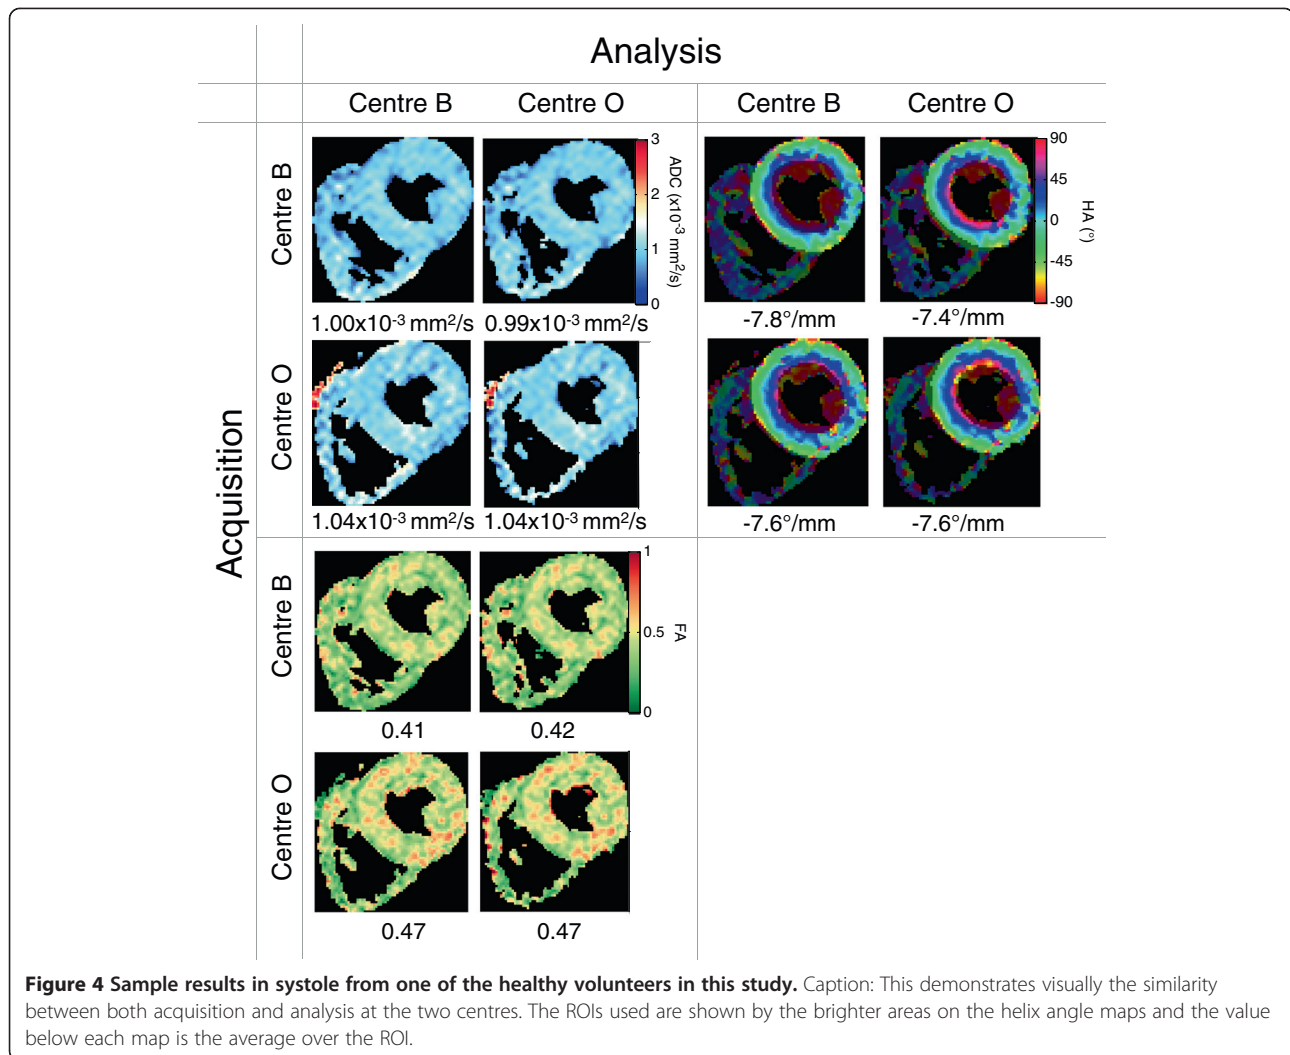 Analysis
Centre B Centre O Centre B Centre O
Acquisition
Centre B
3
2
1
0
ADC (x10-3 mm2/s)
90
45
0
-45
-90
HA (°)
1.00x10-3 mm2/s 0.99x10-3 mm2/s -7.8°/mm -7.4°/mm
Centre O
1.04x10-3 mm2/s 1.04x10-3 mm2/s -7.6°/mm -7.6°/mm
Centre B
1
0.5
0
FA
0.41 0.42
Centre O
0.47 0.47
Figure 4 Sample results in systole from one of the healthy volunteers in this study. Caption: This demonstrates visually the similarity
between both acquisition and analysis at the two centres. The ROIs used are shown by the brighter areas on the helix angle maps and the value
below each map is the average over the ROI.